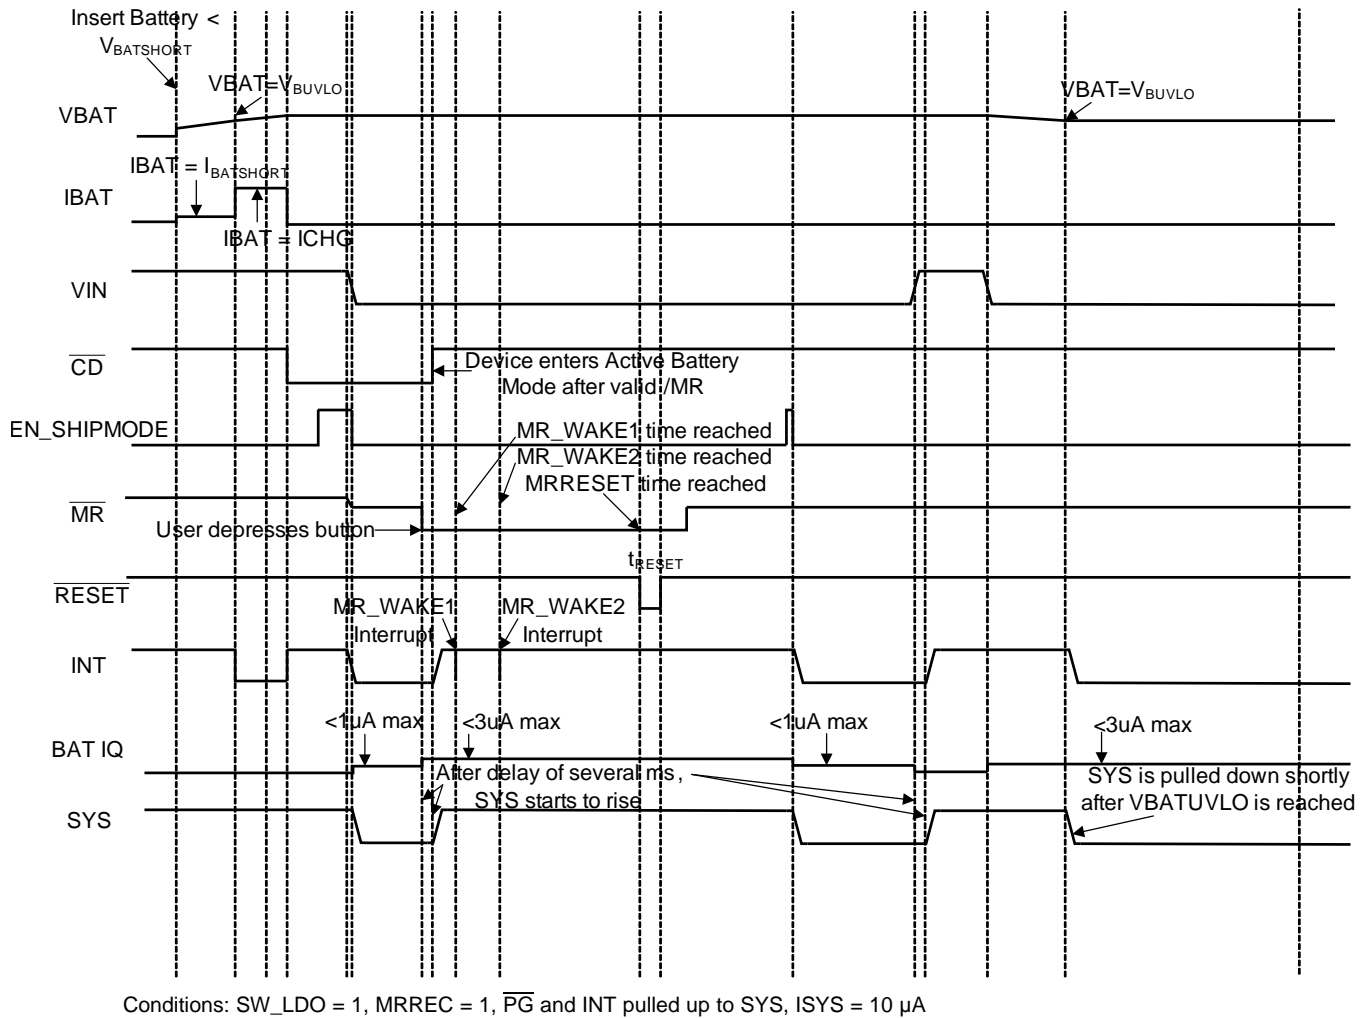 Insert Battery <
VBATSHORT
VBAT=VBUVLO
VBAT=VBUVLO
VBAT
IBAT = IBATSHORT
IBAT
IBAT = ICHG
VIN
CD
Device enters Active Battery
Mode after valid /MR
EN_SHIPMODE
MR_WAKE1 time reached
MR_WAKE2 time reached
MRRESET time reached
MR
User depresses button
tRESET
RESET
MR_WAKE1
Interrupt
MR_WAKE2
Interrupt
INT
<1uA max
<3uA max
<1uA max
<3uA max
BAT IQ
After delay of several ms,
SYS starts to rise
SYS is pulled down shortly
after VBATUVLO is reached
SYS
Conditions: SW_LDO = 1, MRREC = 1, PG and INT pulled up to SYS, ISYS = 10 µA